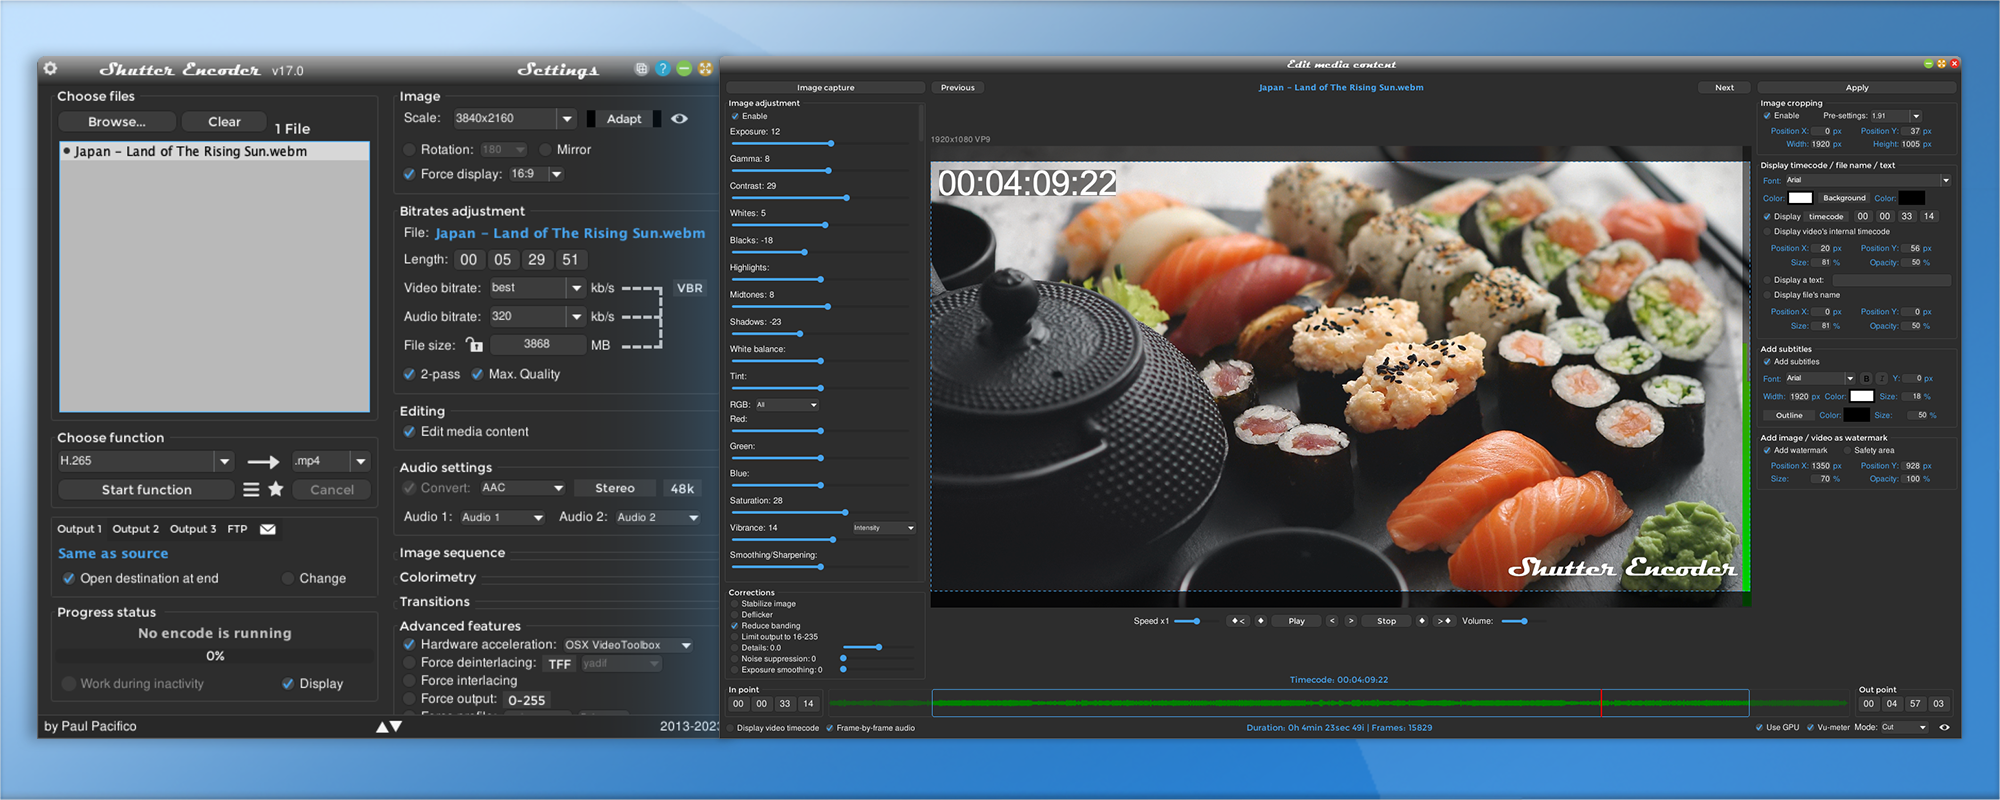 Shutter Encoder v17.0
Settings
?
Choose files
Browse...
Clear
1 File
Japan - Land of The Rising Sun.webm
Choose function
H.265
.mp4
Start function
Cancel
Output 1 Output 2 Output 3 FTP
Same as source
Open destination at end
Change
Progress status
No encode is running
0%
Work during inactivity
Display
by Paul Pacifico
Image
Scale: 3840x2160 Adapt
Rotation: 180 Mirror
Force display: 16:9
Bitrates adjustment
File: Japan - Land of The Rising Sun.webm
Length: 00 05 29 51
Video bitrate: best kb/s VBR
Audio bitrate: 320 kb/s
File size: 3868 MB
2-pass Max. Quality
Editing
Edit media content
Audio settings
Convert: AAC Stereo 48k
Audio 1: Audio 1 Audio 2: Audio 2
Image sequence
Colorimetry
Transitions
Advanced features
Hardware acceleration: OSX VideoToolbox
Force deinterlacing: TFF yadif
Force interlacing
Force output: 0-255
2013-2023
Edit media content
Image capture
Previous
Japan - Land of The Rising Sun.webm
Next
Apply
Image adjustment
Enable
Exposure: 12
Gamma: 8
Contrast: 29
Whites: 5
Blacks: -18
Highlights:
Midtones: 8
Shadows: -23
White balance:
Tint:
RGB: All
Red:
Green:
Blue:
Saturation: 28
Vibrance: 14 Intensity
Smoothing/Sharpening:
Corrections
Stabilize image
Deflicker
Reduce banding
Limit output to 16-235
Details: 0.0
Noise suppression: 0
Exposure smoothing: 0
1920x1080 VP9
00:04:09:22
Shutter Encoder
Speed x1 Play < > Stop Volume:
Timecode: 00:04:09:22
In point
00 00 33 14
Display video timecode Frame-by-frame audio
Duration: 0h 4min 23sec 49i | Frames: 15829
Out point
00 04 57 03
Use GPU Vu-meter Mode: Cut
Image cropping
Enable Pre-settings: 1.91
Position X: 0 px Position Y: 37 px
Width: 1920 px Height: 1005 px
Display timecode / file name / text
Font: Arial
Color: Background Color:
Display timecode 00 00 33 14
Display video's internal timecode
Position X: 20 px Position Y: 56 px
Size: 81 % Opacity: 50 %
Display a text:
Display file's name
Position X: 0 px Position Y: 0 px
Size: 81 % Opacity: 50 %
Add subtitles
Add subtitles
Font: Arial B I Y: 0 px
Width: 1920 px Color: Size: 18 %
Outline Color: Size: 50 %
Add image / video as watermark
Add watermark Safety area
Position X: 1350 px Position Y: 928 px
Size: 70 % Opacity: 100 %